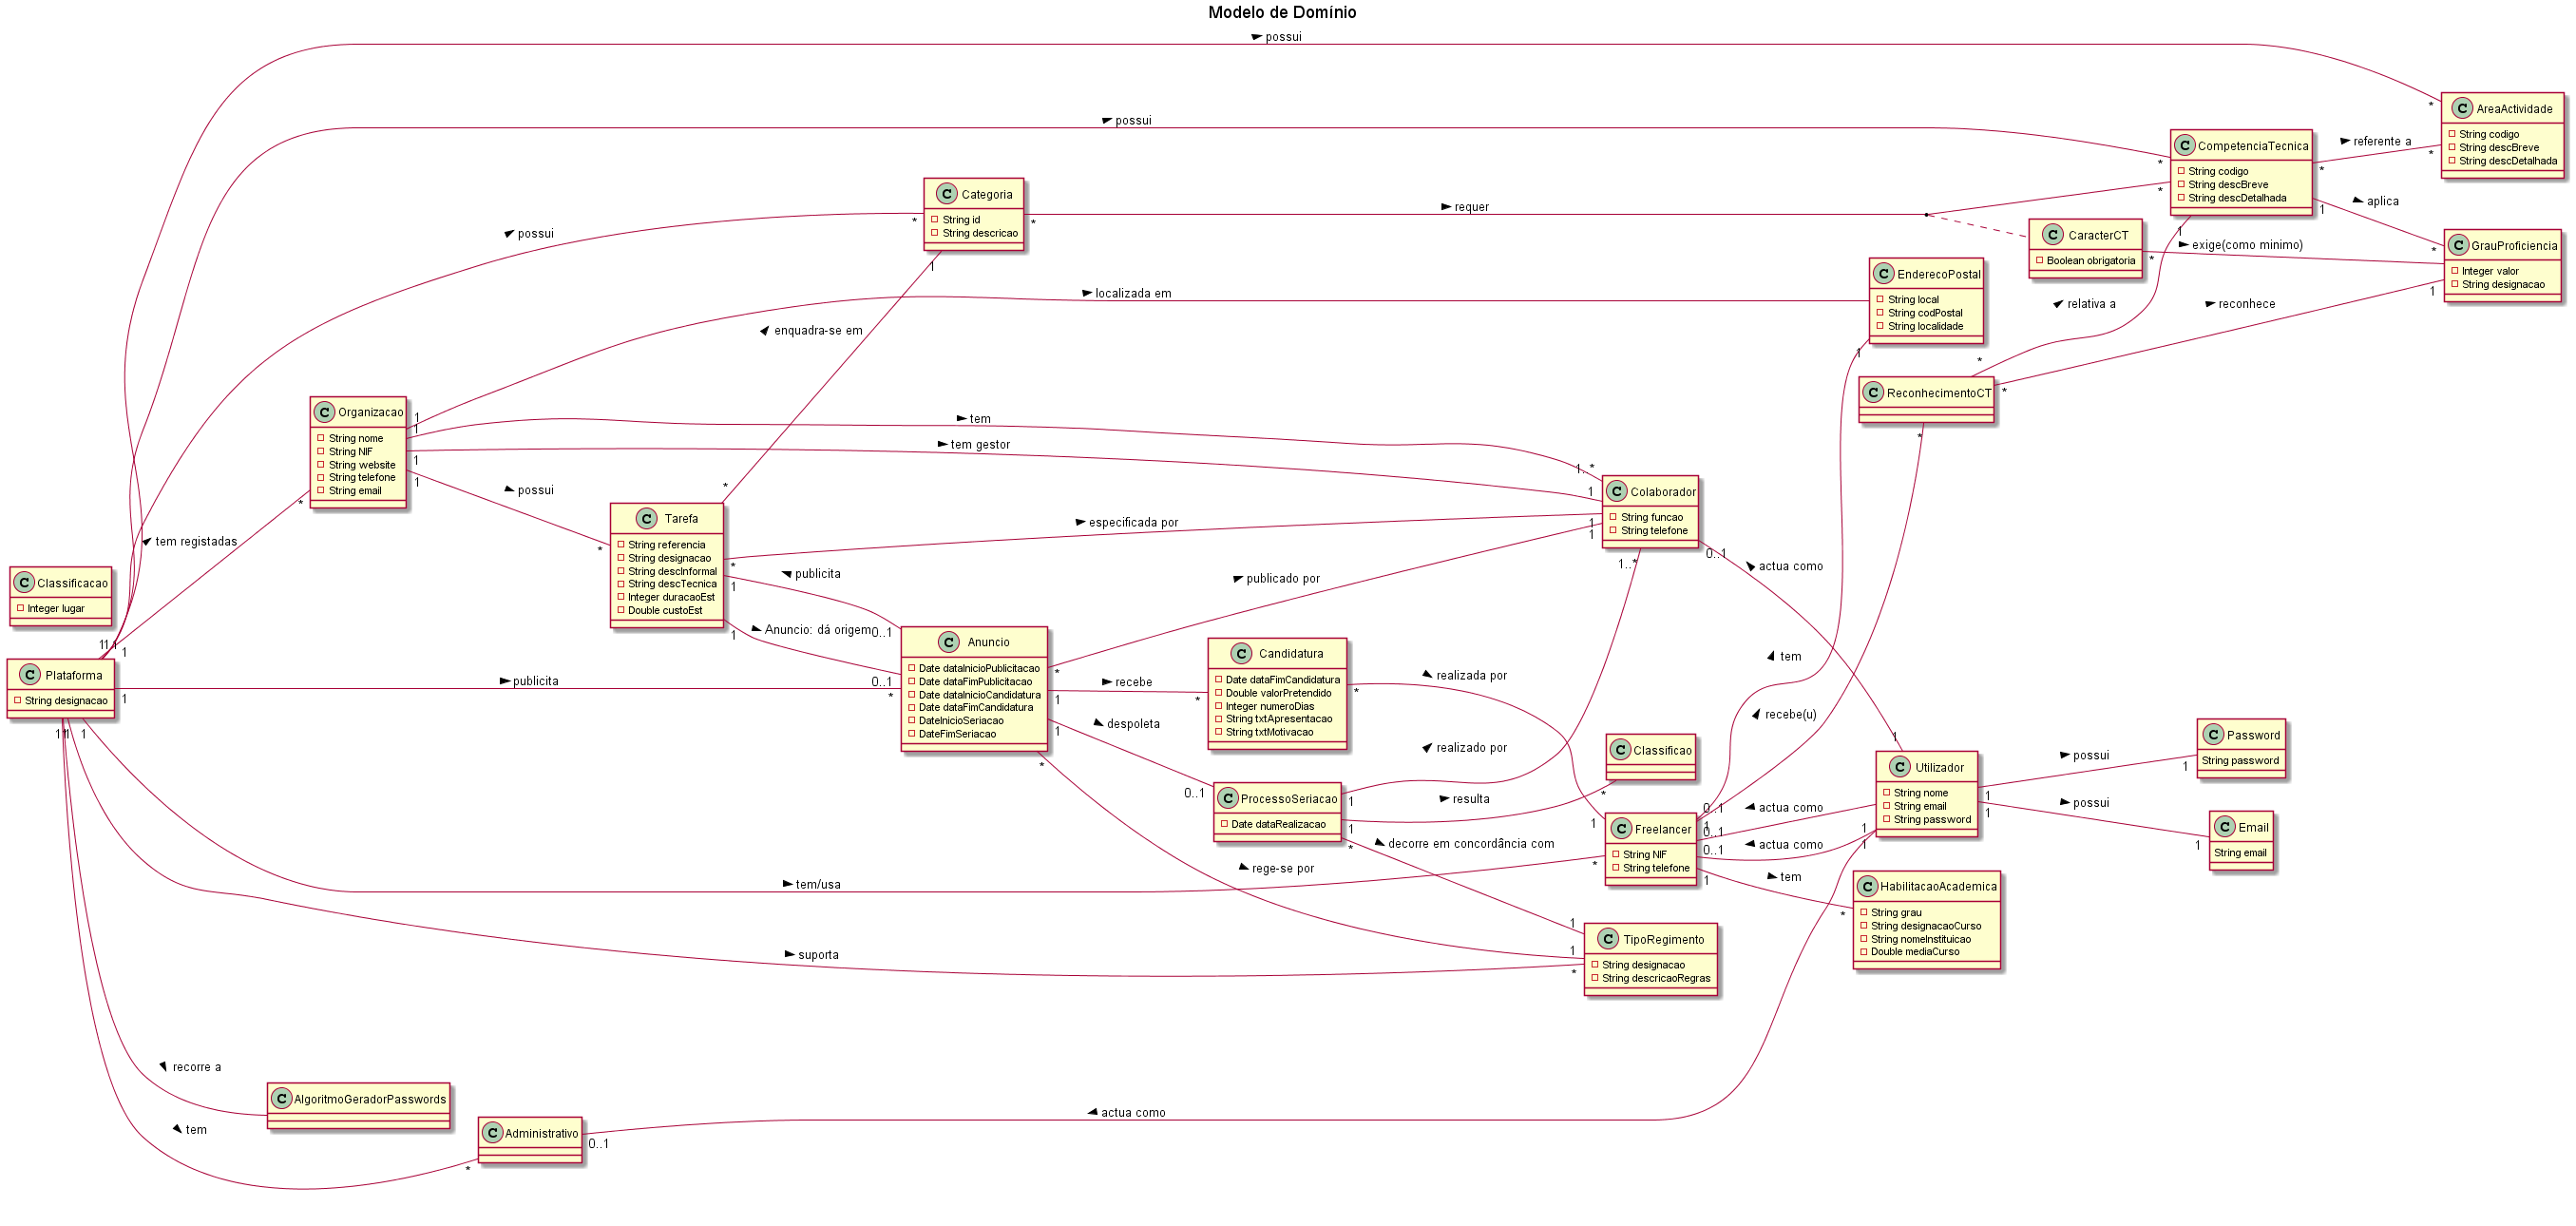 Modelo de Domínio
possui
C AreaActividade
String codigo
String descBreve
String descDetalhada
*
possui
C CompetenciaTecnica
String codigo
String descBreve
String descDetalhada
*
*
1
referente a
*
*
aplica
1
*
C Categoria
String id
String descricao
*
*
1
possui
requer
C CaracterCT
Boolean obrigatoria
*
exige(como minimo)
C GrauProficiencia
Integer valor
String designacao
1
C EnderecoPostal
String local
String codPostal
String localidade
1
localizada em
relativa a
reconhece
enquadra-se em
C ReconhecimentoCT
*
*
*
C Organizacao
String nome
String NIF
String website
String telefone
String email
1
1
1
1
*
tem
tem gestor
possui
tem registadas
C Tarefa
String referencia
String designacao
String descInformal
String descTecnica
Integer duracaoEst
Double custoEst
*
*
*
1
1
especificada por
publicita
Anuncio: dá origem
C Colaborador
String funcao
String telefone
1..*
1
1
1
1..*
0..1
actua como
C Classificacao
Integer lugar
C Plataforma
String designacao
11
1
1
1
11
1
publicita
C Anuncio
Date dataInicioPublicitacao
Date dataFimPublicitacao
Date dataInicioCandidatura
Date dataFimCandidatura
DateInicioSeriacao
DateFimSeriacao
0..1
0..1
*
*
1
1
*
publicado por
recebe
despoleta
C Candidatura
Date dataFimCandidatura
Double valorPretendido
Integer numeroDias
String txtApresentacao
String txtMotivacao
*
*
realizada por
realizado por
tem
recebe(u)
C ProcessoSeriacao
Date dataRealizacao
0..1
1
1
*
resulta
decorre em concordância com
rege-se por
C Classificao
*
C Freelancer
String NIF
String telefone
1
*
0..1
1
0..1
0..1
1
actua como
actua como
tem
C Utilizador
String nome
String email
String password
1
1
1
1
1
possui
possui
C Password
String password
1
C Email
String email
1
C HabilitacaoAcademica
String grau
String designacaoCurso
String nomeInstituicao
Double mediaCurso
*
tem/usa
suporta
C TipoRegimento
String designacao
String descricaoRegras
1
1
*
recorre a
C AlgoritmoGeradorPasswords
tem
C Administrativo
*
0..1
actua como